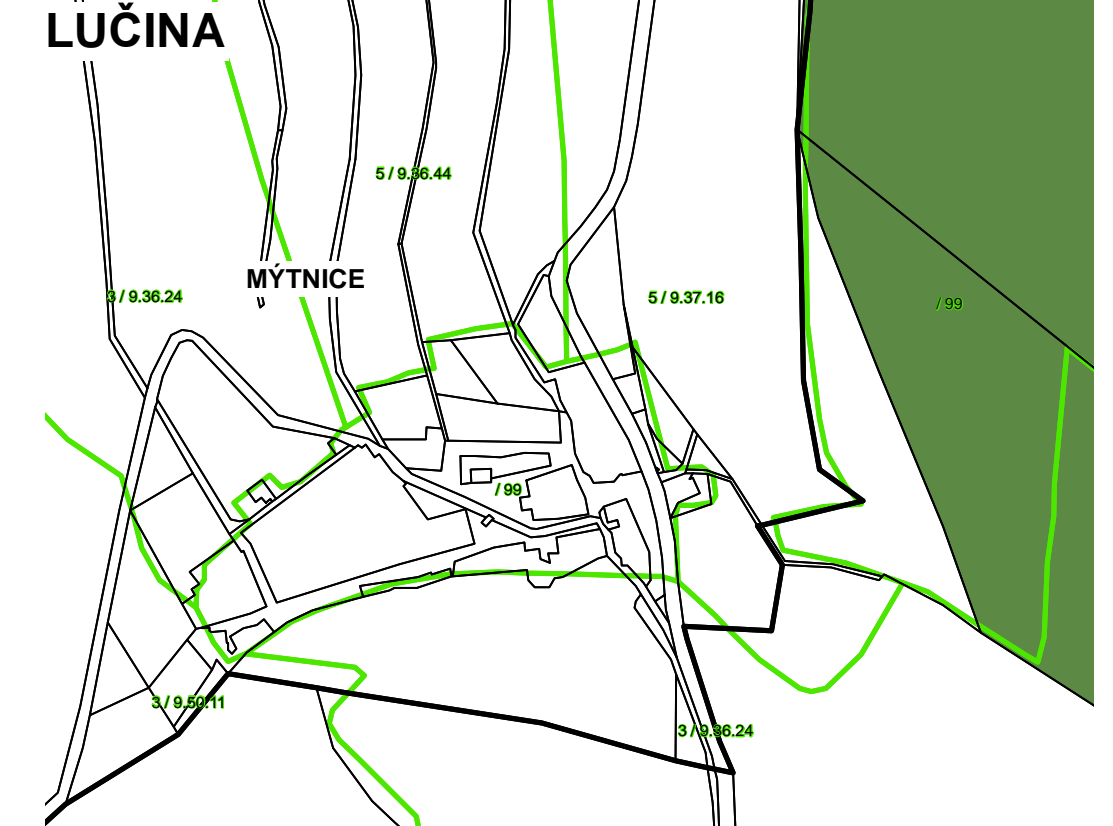 LUČINA
5 / 9.36.44
MÝTNICE
3 / 9.36.24
5 / 9.37.16
/ 99
/ 99
3 / 9.50.11
3 / 9.36.24